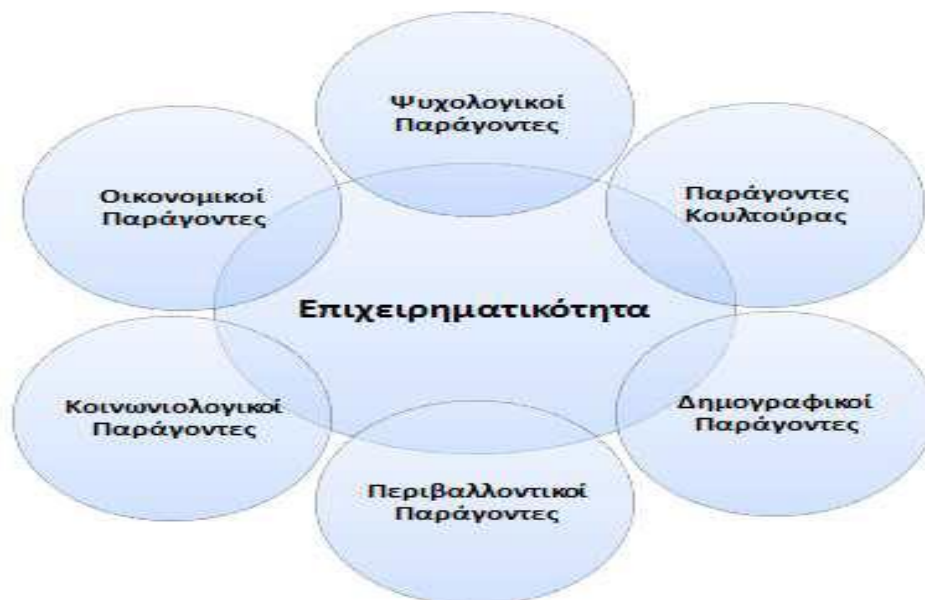 Ψυχολογικοί
Παράγοντες
Οικονομικοί
Παράγοντες
Παράγοντες
Κουλτούρας
Επιχειρηματικότητα
Κοινωνιολογικοί
Παράγοντες
Δημογραφικοί
Παράγοντες
Περιβαλλοντικοί
Παράγοντες